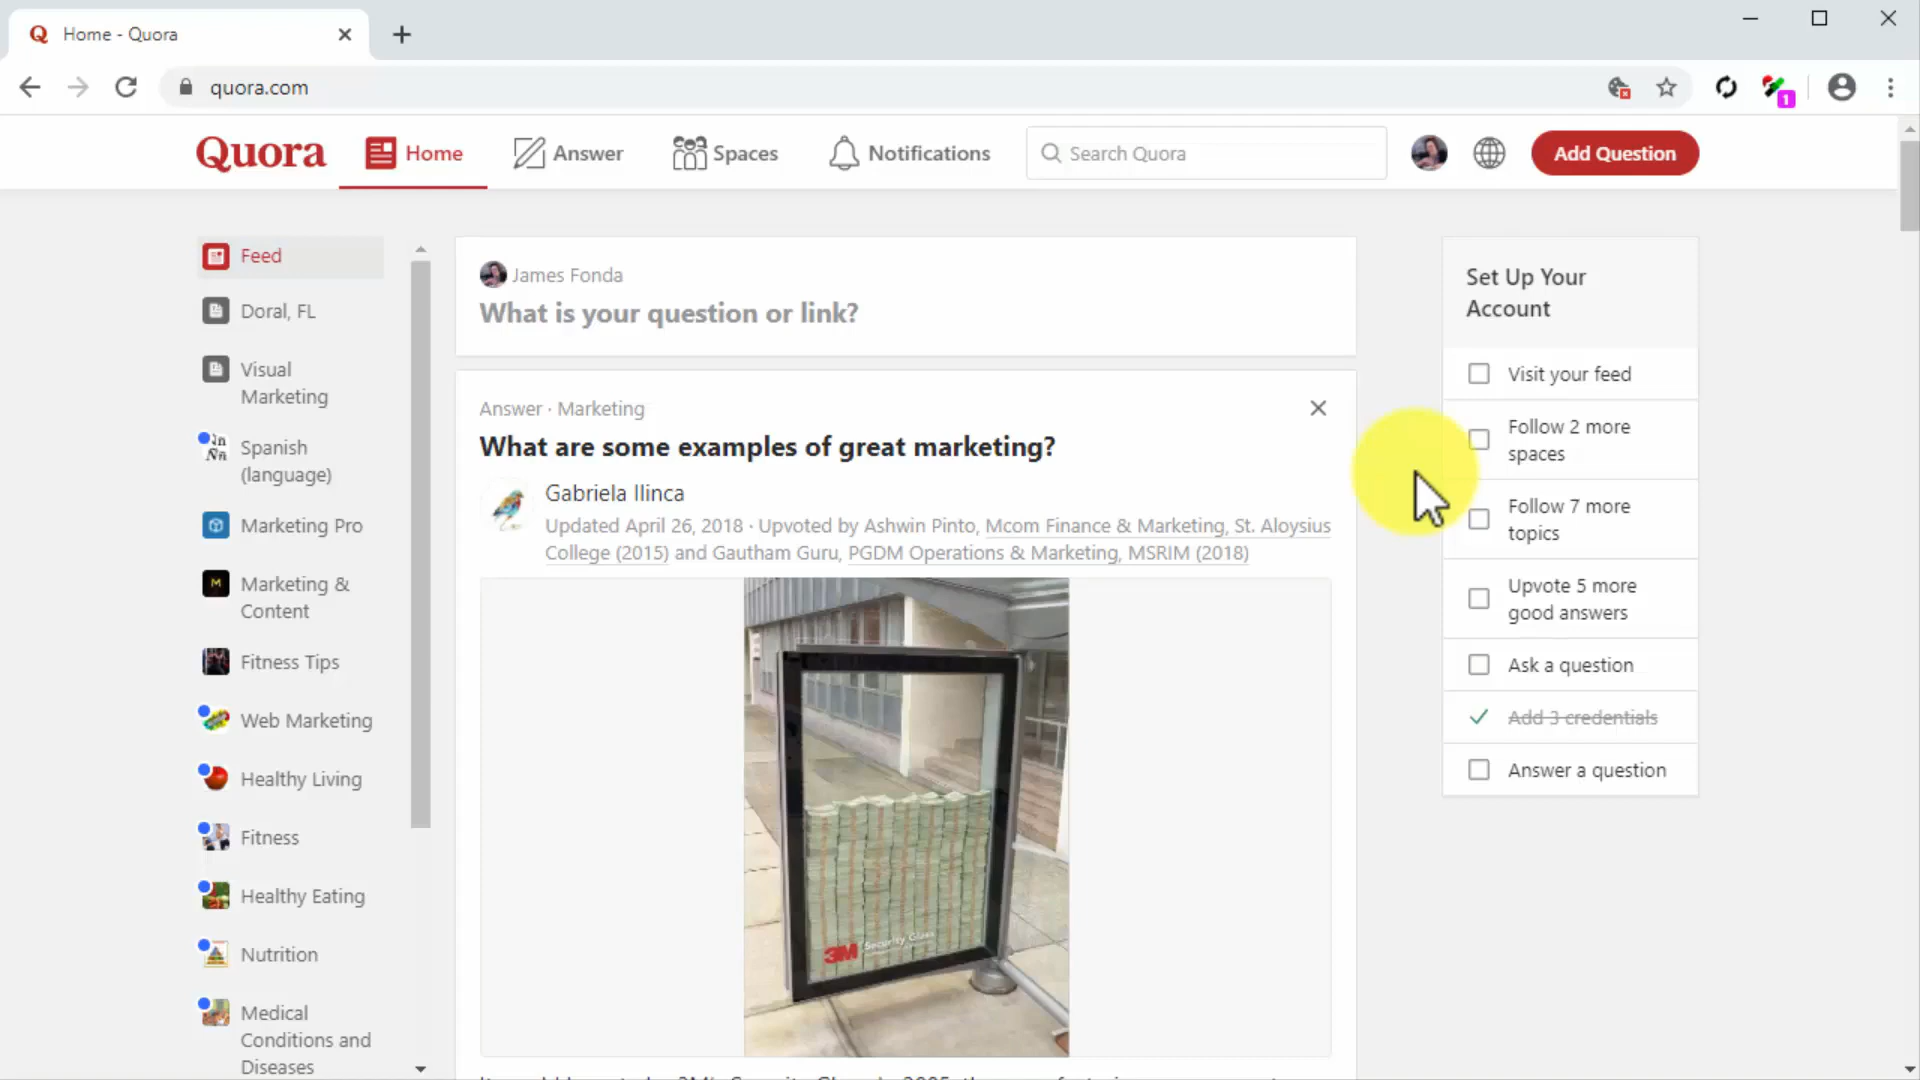 Home - Quora
quora.com
1
Quora
Home
Answer
Spaces
Notifications
Search Quora
Add Question
Feed
Doral, FL
Visual
Marketing
Spanish
(language)
Marketing Pro
Marketing &
Content
Fitness Tips
Web Marketing
Healthy Living
Fitness
Healthy Eating
Nutrition
Medical
Conditions and
Diseases
James Fonda
What is your question or link?
Answer · Marketing
What are some examples of great marketing?
Gabriela Ilinca
Updated April 26, 2018 · Upvoted by Ashwin Pinto, Mcom Finance & Marketing, St. Aloysius
College (2015) and Gautham Guru, PGDM Operations & Marketing, MSRIM (2018)
3M Security Glass
Set Up Your
Account
Visit your feed
Follow 2 more
spaces
Follow 7 more
topics
Upvote 5 more
good answers
Ask a question
Add 3 credentials
Answer a question